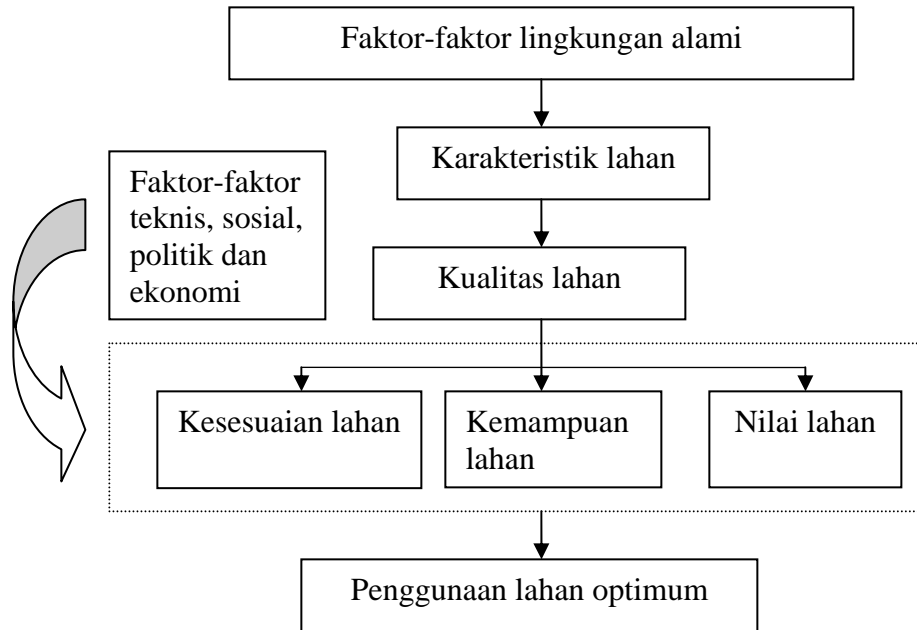 Faktor-faktor lingkungan alami
Karakteristik lahan
Faktor-faktor
teknis, sosial,
politik dan
ekonomi
Kualitas lahan
Kesesuaian lahan
Kemampuan
lahan
Nilai lahan
Penggunaan lahan optimum